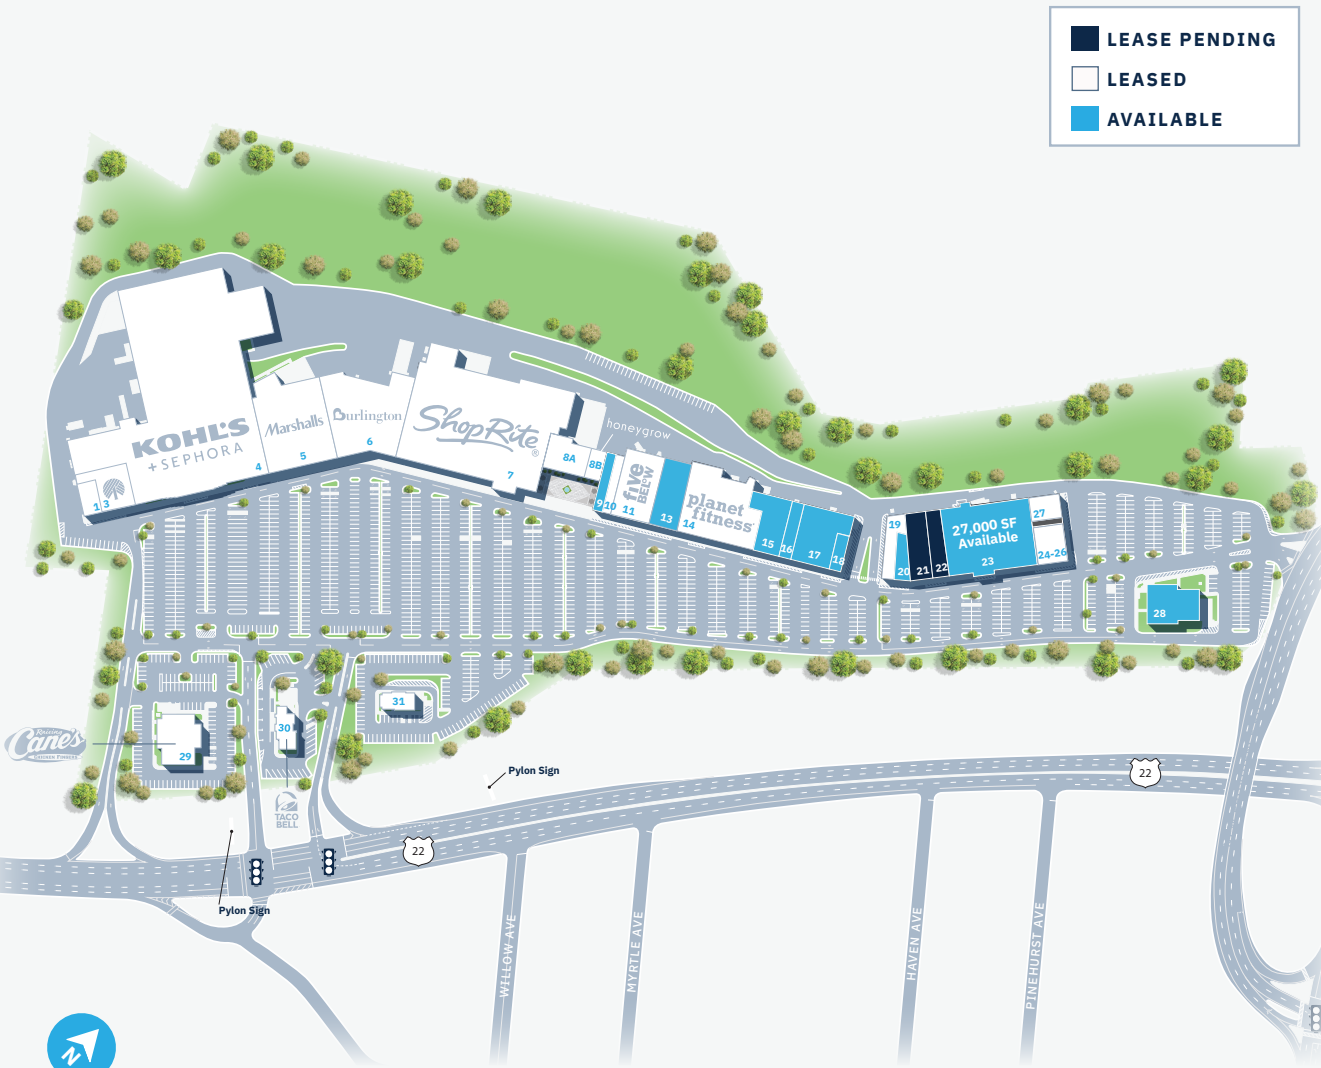 LEASE PENDING
LEASED
AVAILABLE
KOHL'S
+SEPHORA
Marshalls
Burlington
ShopRite®
honeygrow
five
BEL°W
planet
fitness®
27,000 SF
Available
1
3
4
5
6
7
8A
8B
9
10
11
13
14
15
16
17
18
19
20
21
22
23
24-26
27
28
29
30
31
Raising
Cane's
CHICKEN FINGERS
TACO
BELL
Pylon Sign
Pylon Sign
22
22
WILLOW AVE
MYRTLE AVE
HAVEN AVE
PINEHURST AVE
N